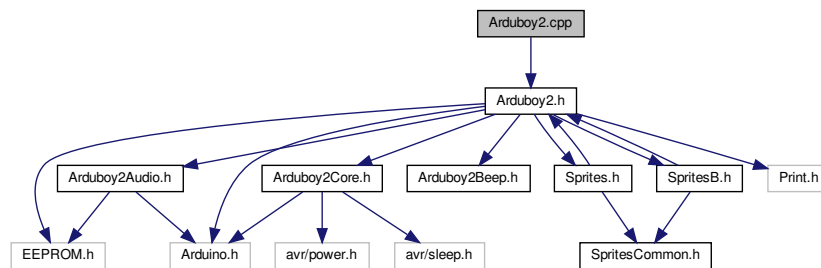 Arduboy2.cpp
Arduboy2.h
Arduboy2Audio.h
Arduboy2Core.h
Arduboy2Beep.h
Sprites.h
SpritesB.h
Print.h
EEPROM.h
Arduino.h
avr/power.h
avr/sleep.h
SpritesCommon.h